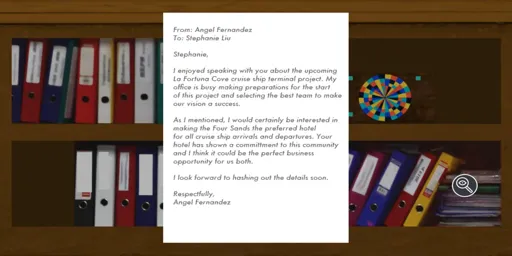 From: Angel Fernandez
To: Stephanie Liu
Stephanie,
I enjoyed speaking with you about the upcoming
La Fortuna Cove cruise ship terminal project. My
office is busy making preparations for the start
of this project and selecting the best team to make
our vision a success.
As I mentioned, I would certainly be interested in
making the Four Sands the preferred hotel
for all cruise ship arrivals and departures. Your
hotel has shown a committment to this community
and I think it could be the perfect business
opportunity for us both.
I look forward to hashing out the details soon.
Respectfully,
Angel Fernandez